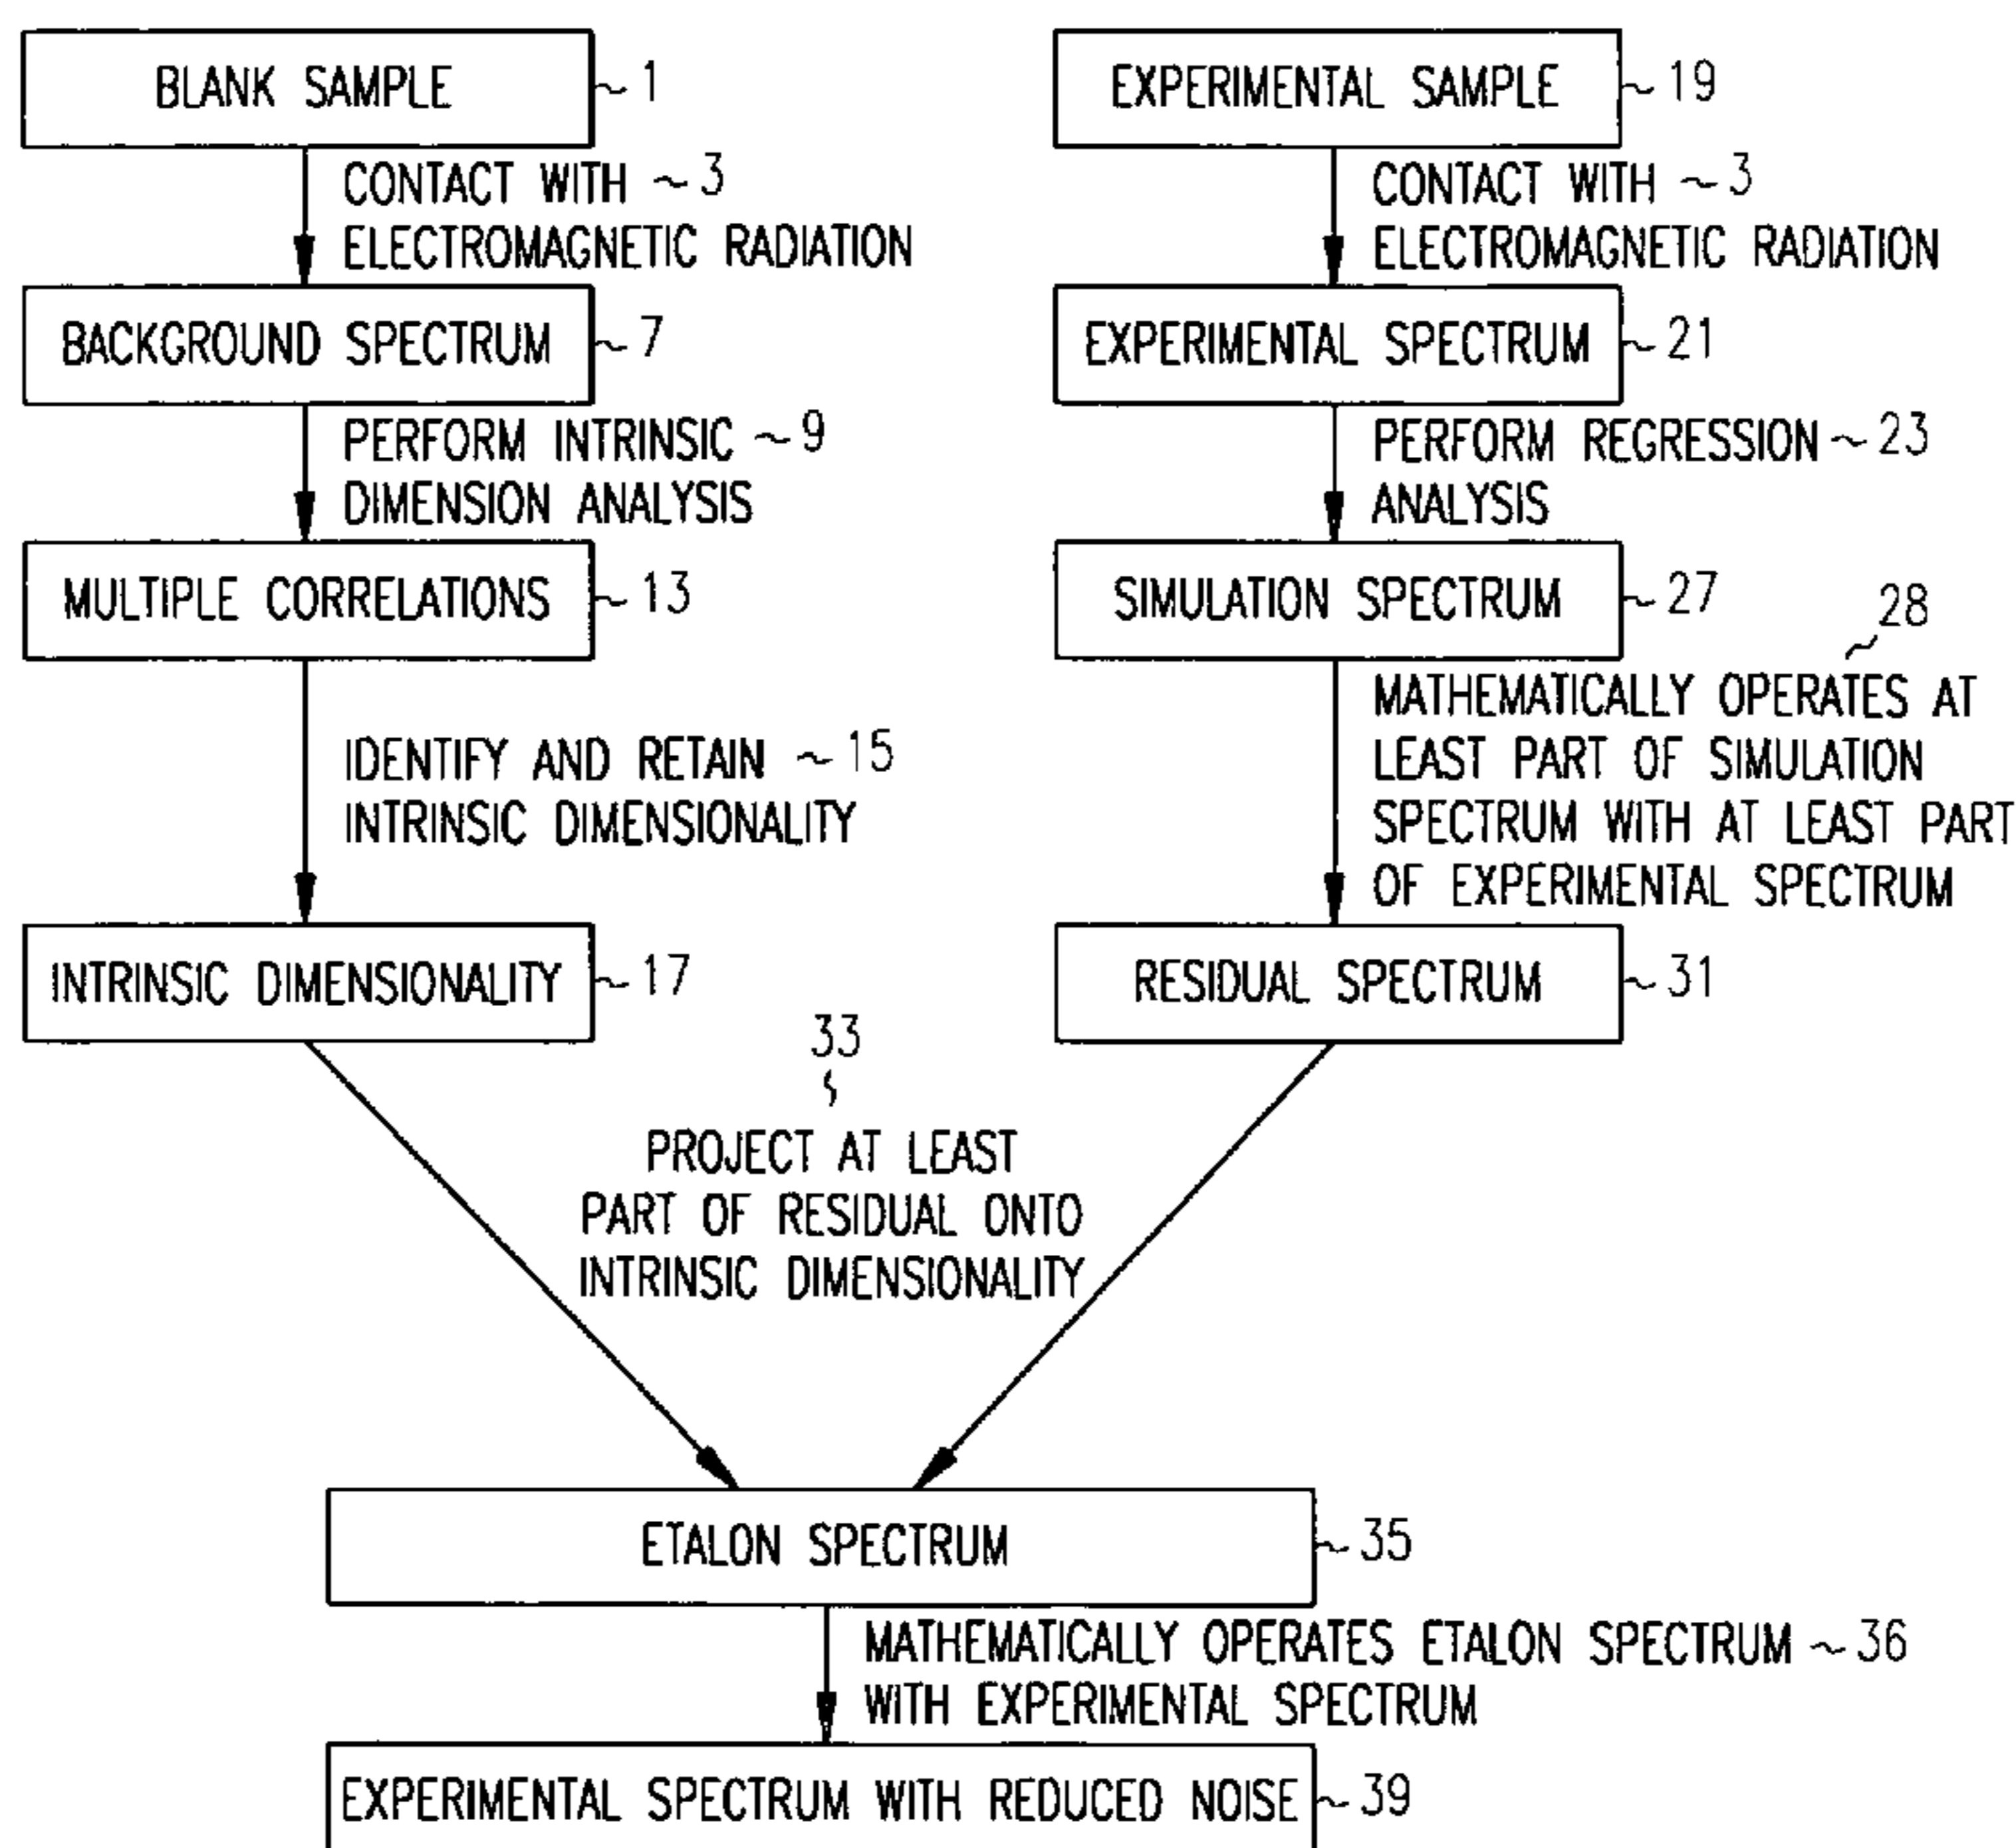 BLANK SAMPLE ~ 1
CONTACT WITH ~ 3
ELECTROMAGNETIC RADIATION
BACKGROUND SPECTRUM ~ 7
PERFORM INTRINSIC ~ 9
DIMENSION ANALYSIS
MULTIPLE CORRELATIONS ~ 13
IDENTIFY AND RETAIN ~ 15
INTRINSIC DIMENSIONALITY
INTRINSIC DIMENSIONALITY ~ 17
EXPERIMENTAL SAMPLE ~ 19
CONTACT WITH ~ 3
ELECTROMAGNETIC RADIATION
EXPERIMENTAL SPECTRUM ~ 21
PERFORM REGRESSION ~ 23
ANALYSIS
SIMULATION SPECTRUM ~ 27
28
MATHEMATICALLY OPERATES AT
LEAST PART OF SIMULATION
SPECTRUM WITH AT LEAST PART
OF EXPERIMENTAL SPECTRUM
RESIDUAL SPECTRUM ~ 31
33
PROJECT AT LEAST
PART OF RESIDUAL ONTO
INTRINSIC DIMENSIONALITY
ETALON SPECTRUM ~ 35
MATHEMATICALLY OPERATES ETALON SPECTRUM ~ 36
WITH EXPERIMENTAL SPECTRUM
EXPERIMENTAL SPECTRUM WITH REDUCED NOISE ~ 39